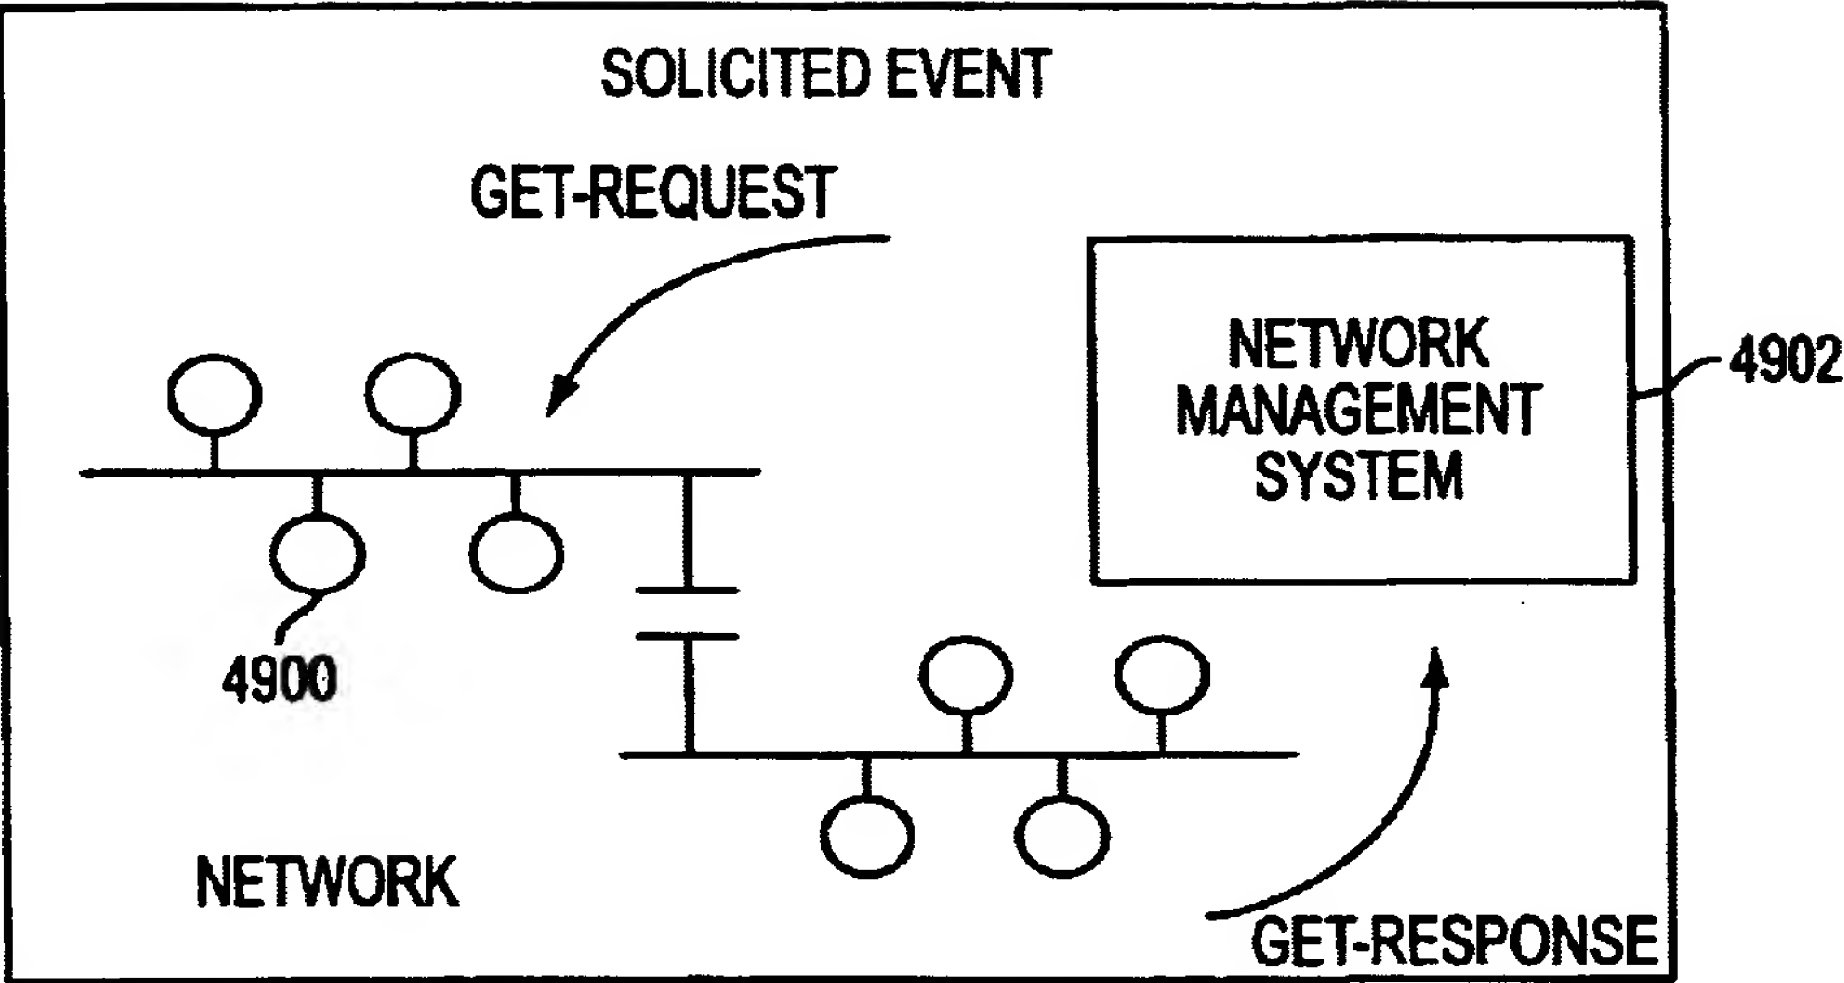 SOLICITED EVENT
GET-REQUEST
NETWORK
MANAGEMENT
SYSTEM
4902
4900
NETWORK
GET-RESPONSE